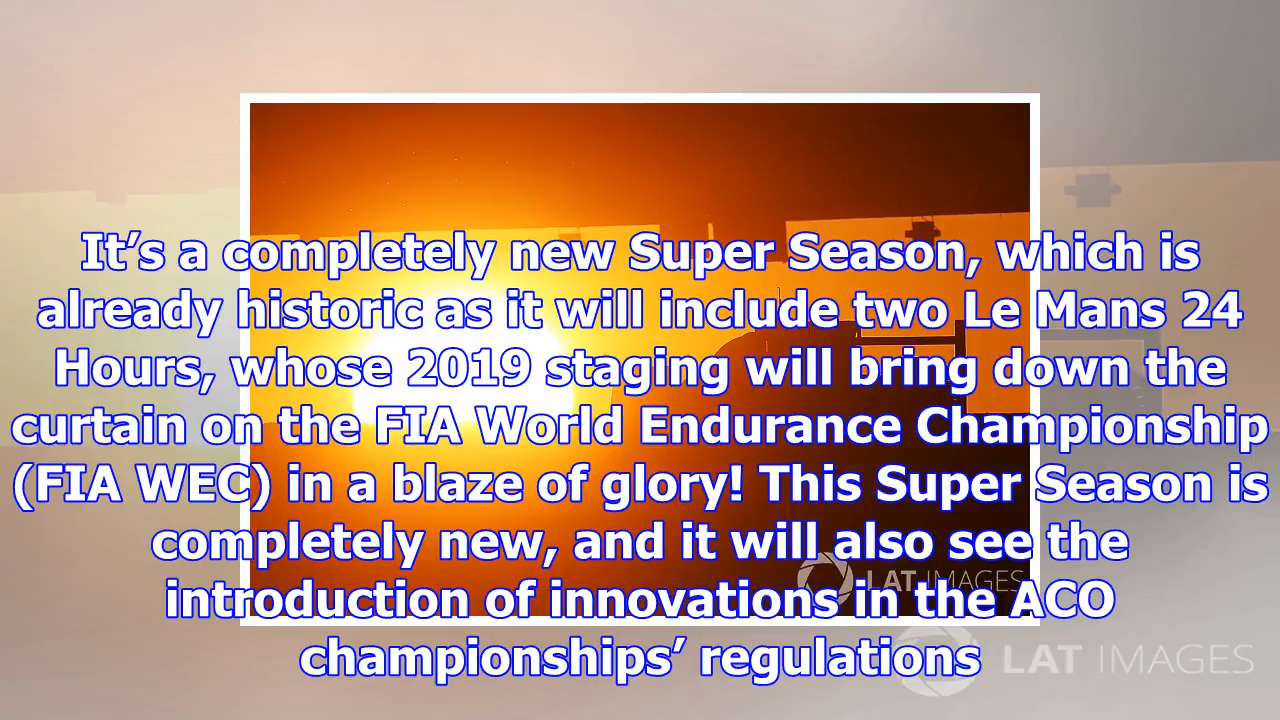 It’s a completely new Super Season, which is
already historic as it will include two Le Mans 24
Hours, whose 2019 staging will bring down the
curtain on the FIA World Endurance Championship
(FIA WEC) in a blaze of glory! This Super Season is
completely new, and it will also see the
introduction of innovations in the ACO
championships’ regulations
LAT IMAGES
LAT IMAGES